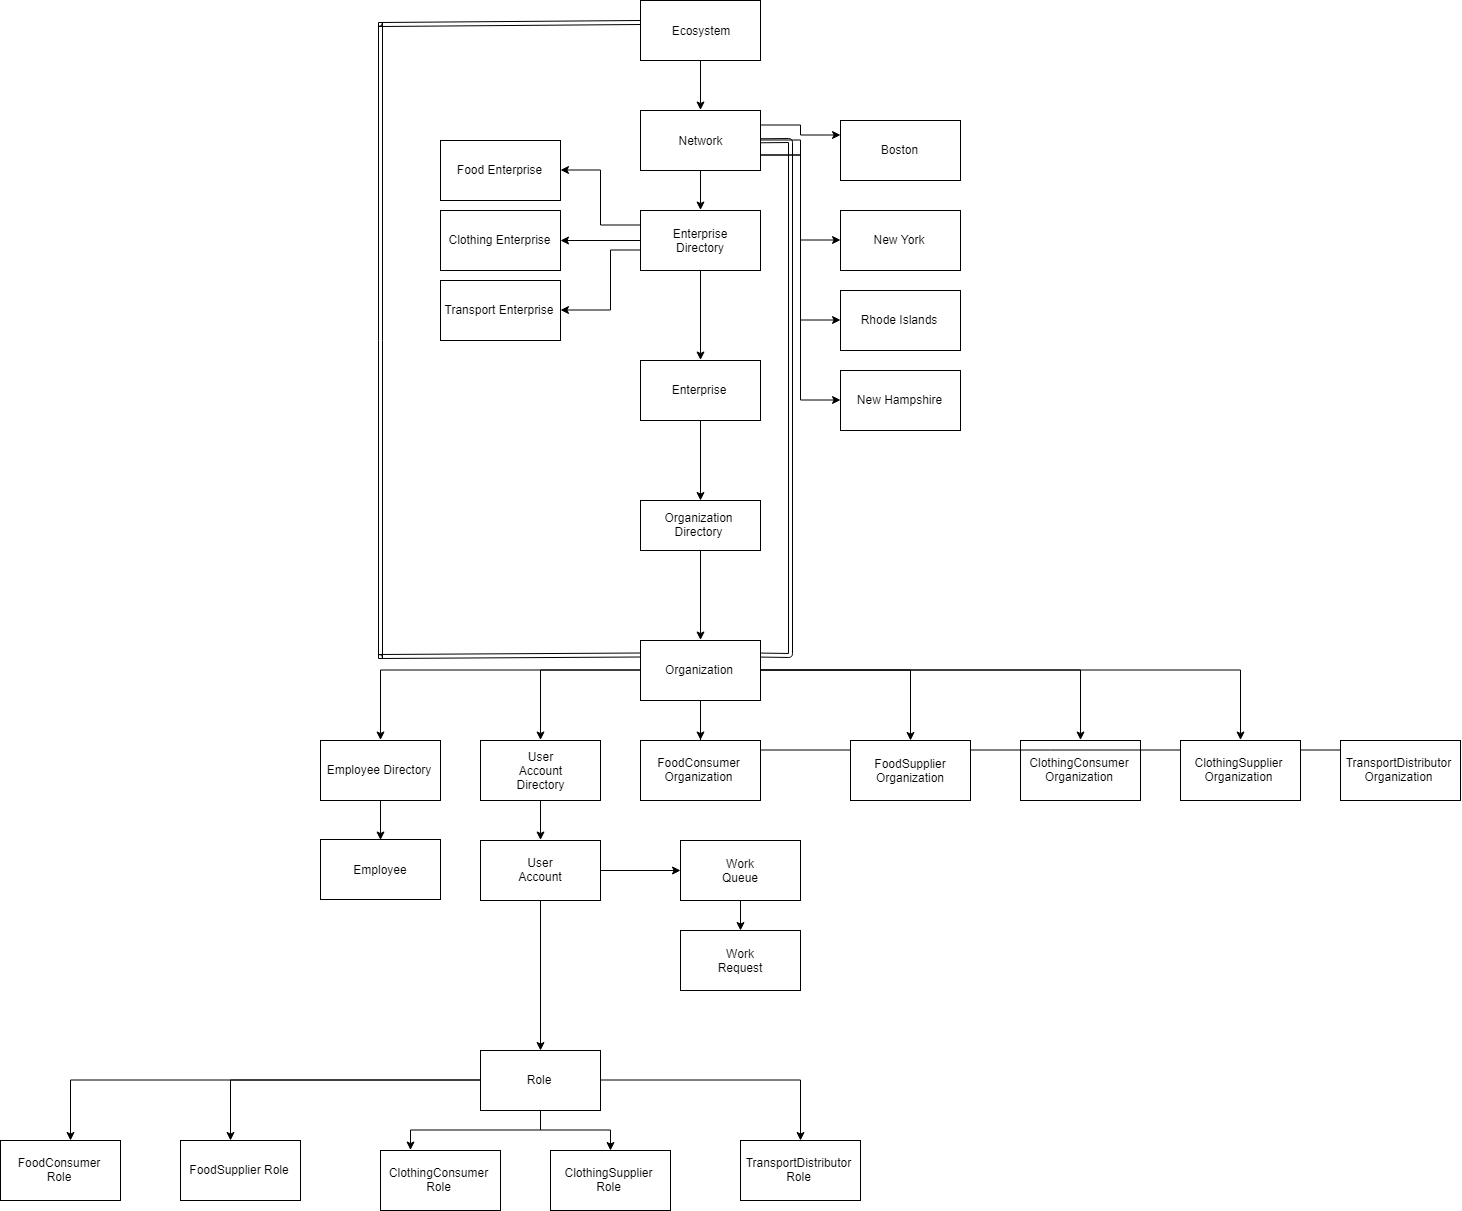 Ecosystem
Network
Boston
Food Enterprise
Enterprise
Directory
Clothing Enterprise
New York
Transport Enterprise
Rhode Islands
Enterprise
New Hampshire
Organization
Directory
Organization
Employee Directory
User
Account
Directory
FoodConsumer
Organization
FoodSupplier
Organization
ClothingConsumer
Organization
ClothingSupplier
Organization
TransportDistributor
Organization
Employee
User
Account
Work
Queue
Work
Request
Role
FoodConsumer
Role
FoodSupplier Role
ClothingConsumer
Role
ClothingSupplier
Role
TransportDistributor
Role